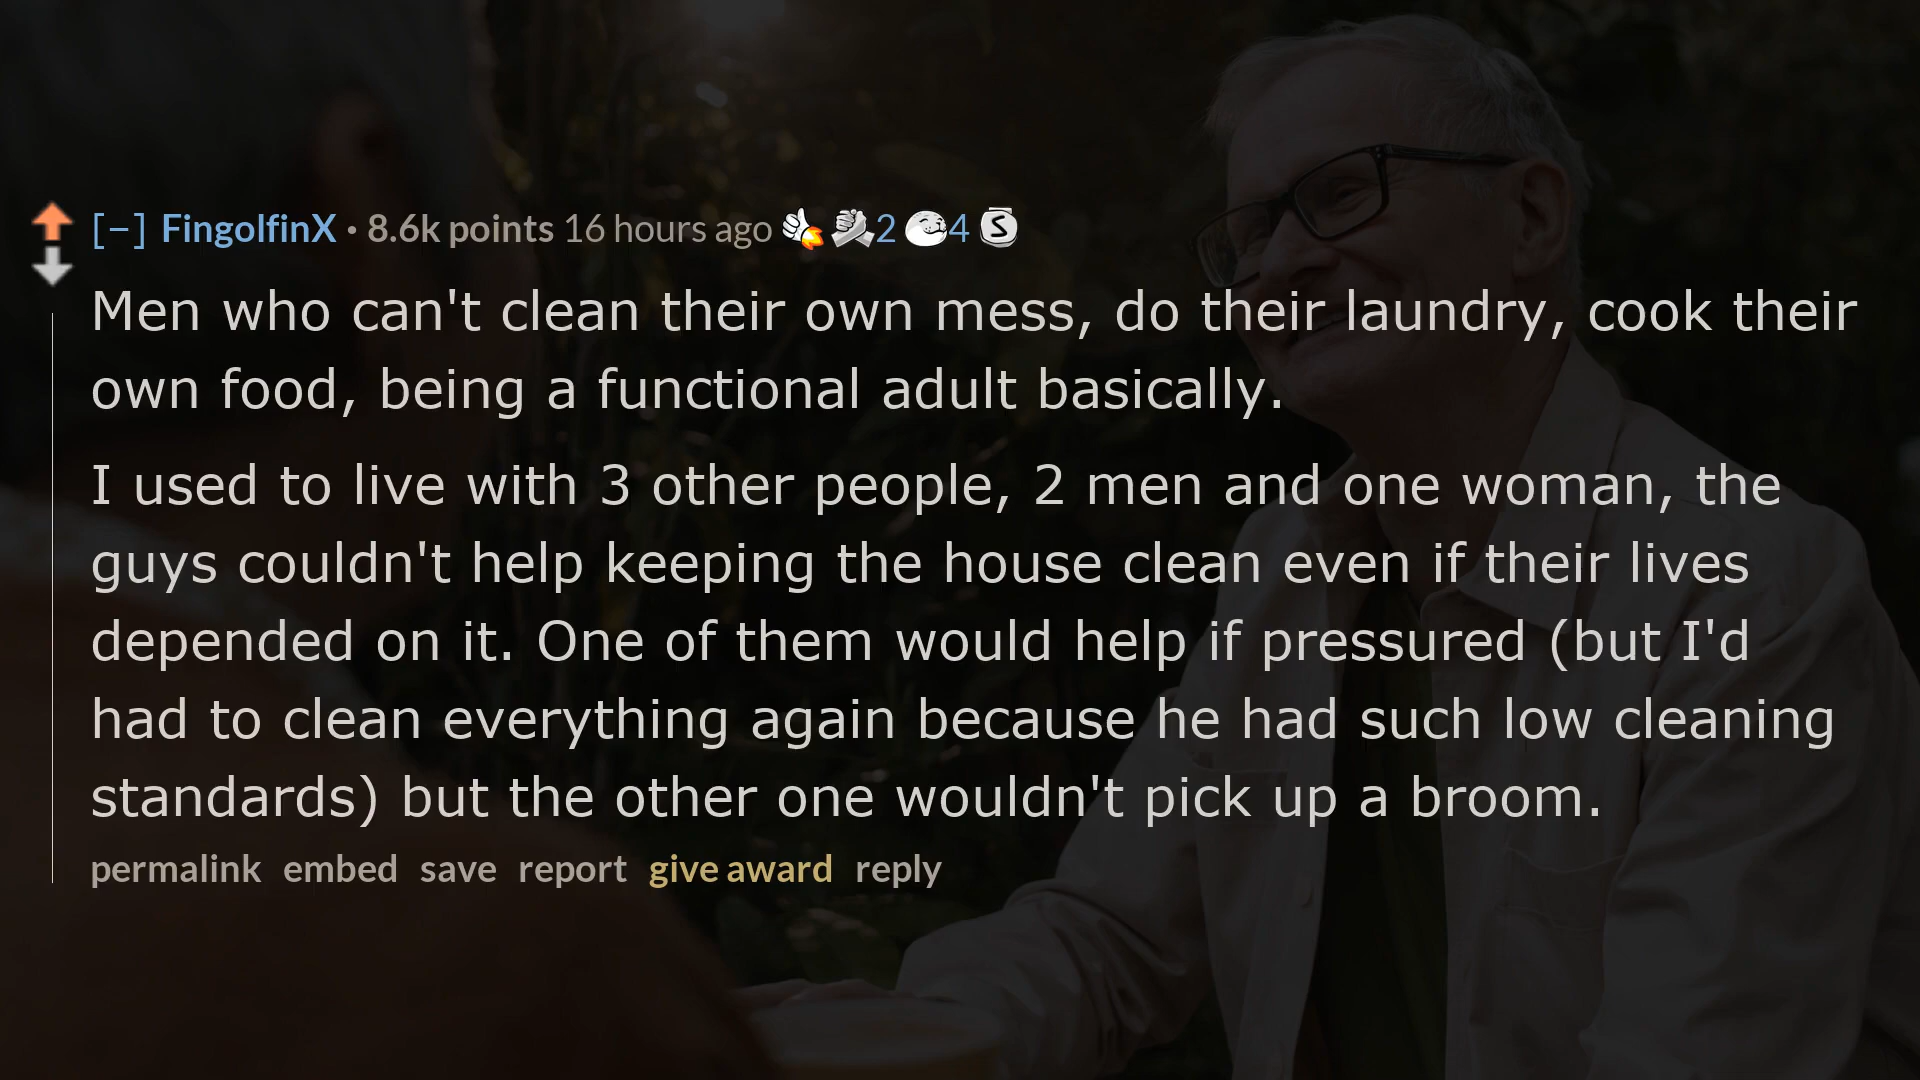 [–] FingolfinX • 8.6k points 16 hours ago 2 4 S
Men who can't clean their own mess, do their laundry, cook their
own food, being a functional adult basically.
I used to live with 3 other people, 2 men and one woman, the
guys couldn't help keeping the house clean even if their lives
depended on it. One of them would help if pressured (but I'd
had to clean everything again because he had such low cleaning
standards) but the other one wouldn't pick up a broom.
permalink embed save report give award reply